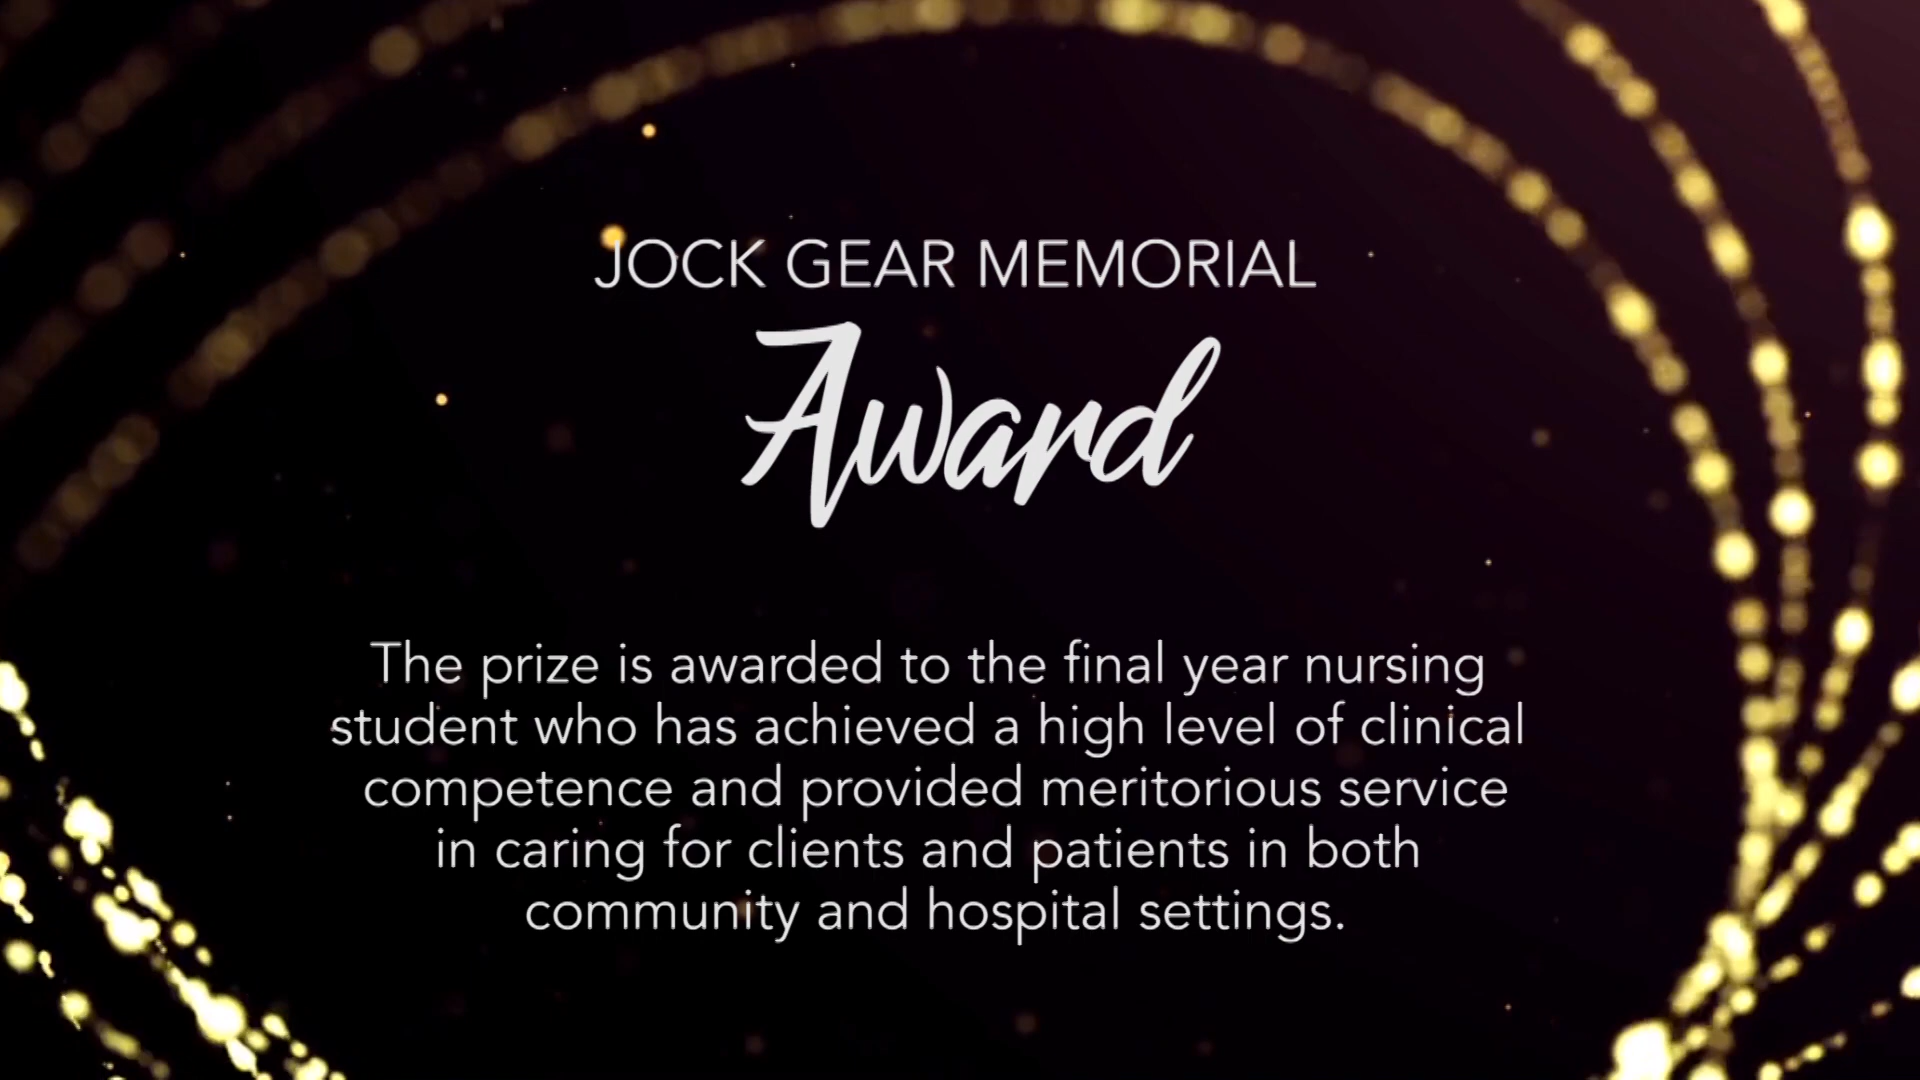 JOCK GEAR MEMORIAL
Award
The prize is awarded to the final year nursing
student who has achieved a high level of clinical
competence and provided meritorious service
in caring for clients and patients in both
community and hospital settings.